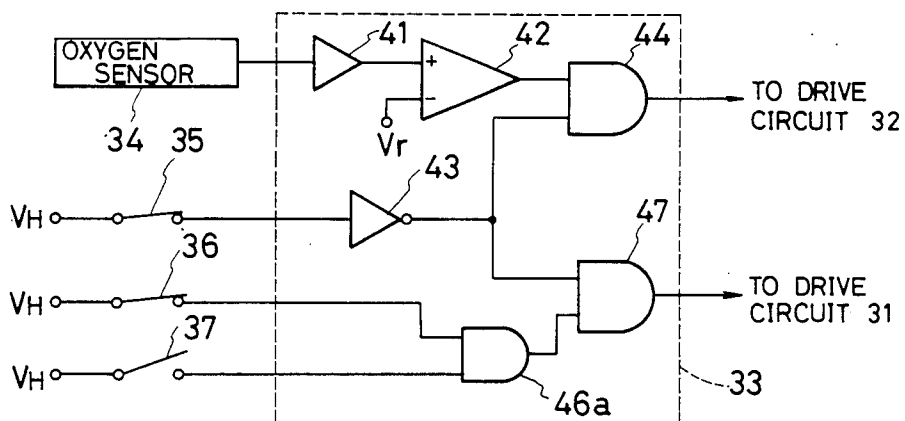 OXYGEN
SENSOR
34
41
42
44
+
-
Vr
TO DRIVE
CIRCUIT 32
35
43
VH
36
47
VH
TO DRIVE
CIRCUIT 31
37
VH
46a
33